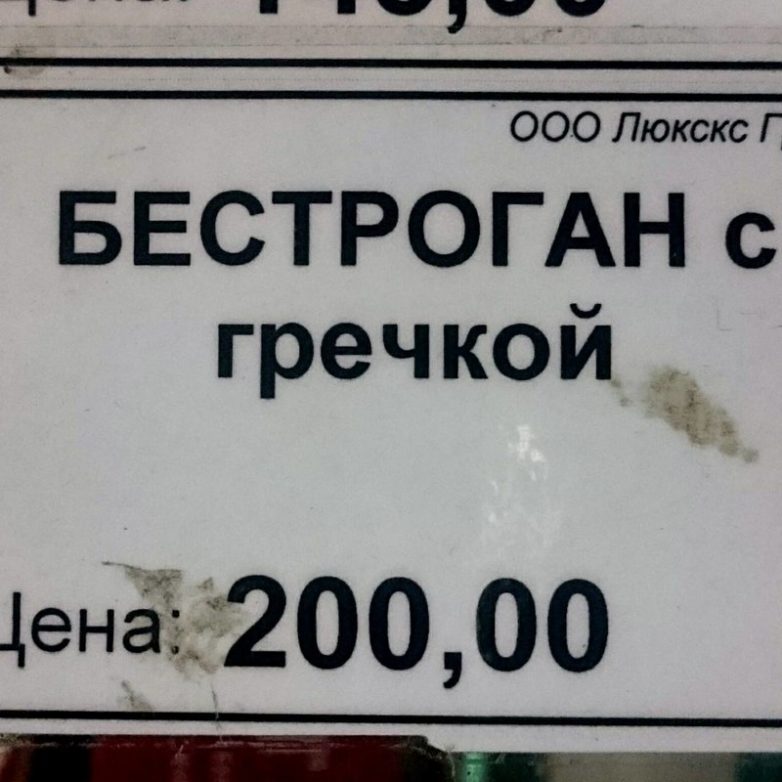 ООО Люкскс
БЕСТРОГАН с
гречкой
Цена: 200,00